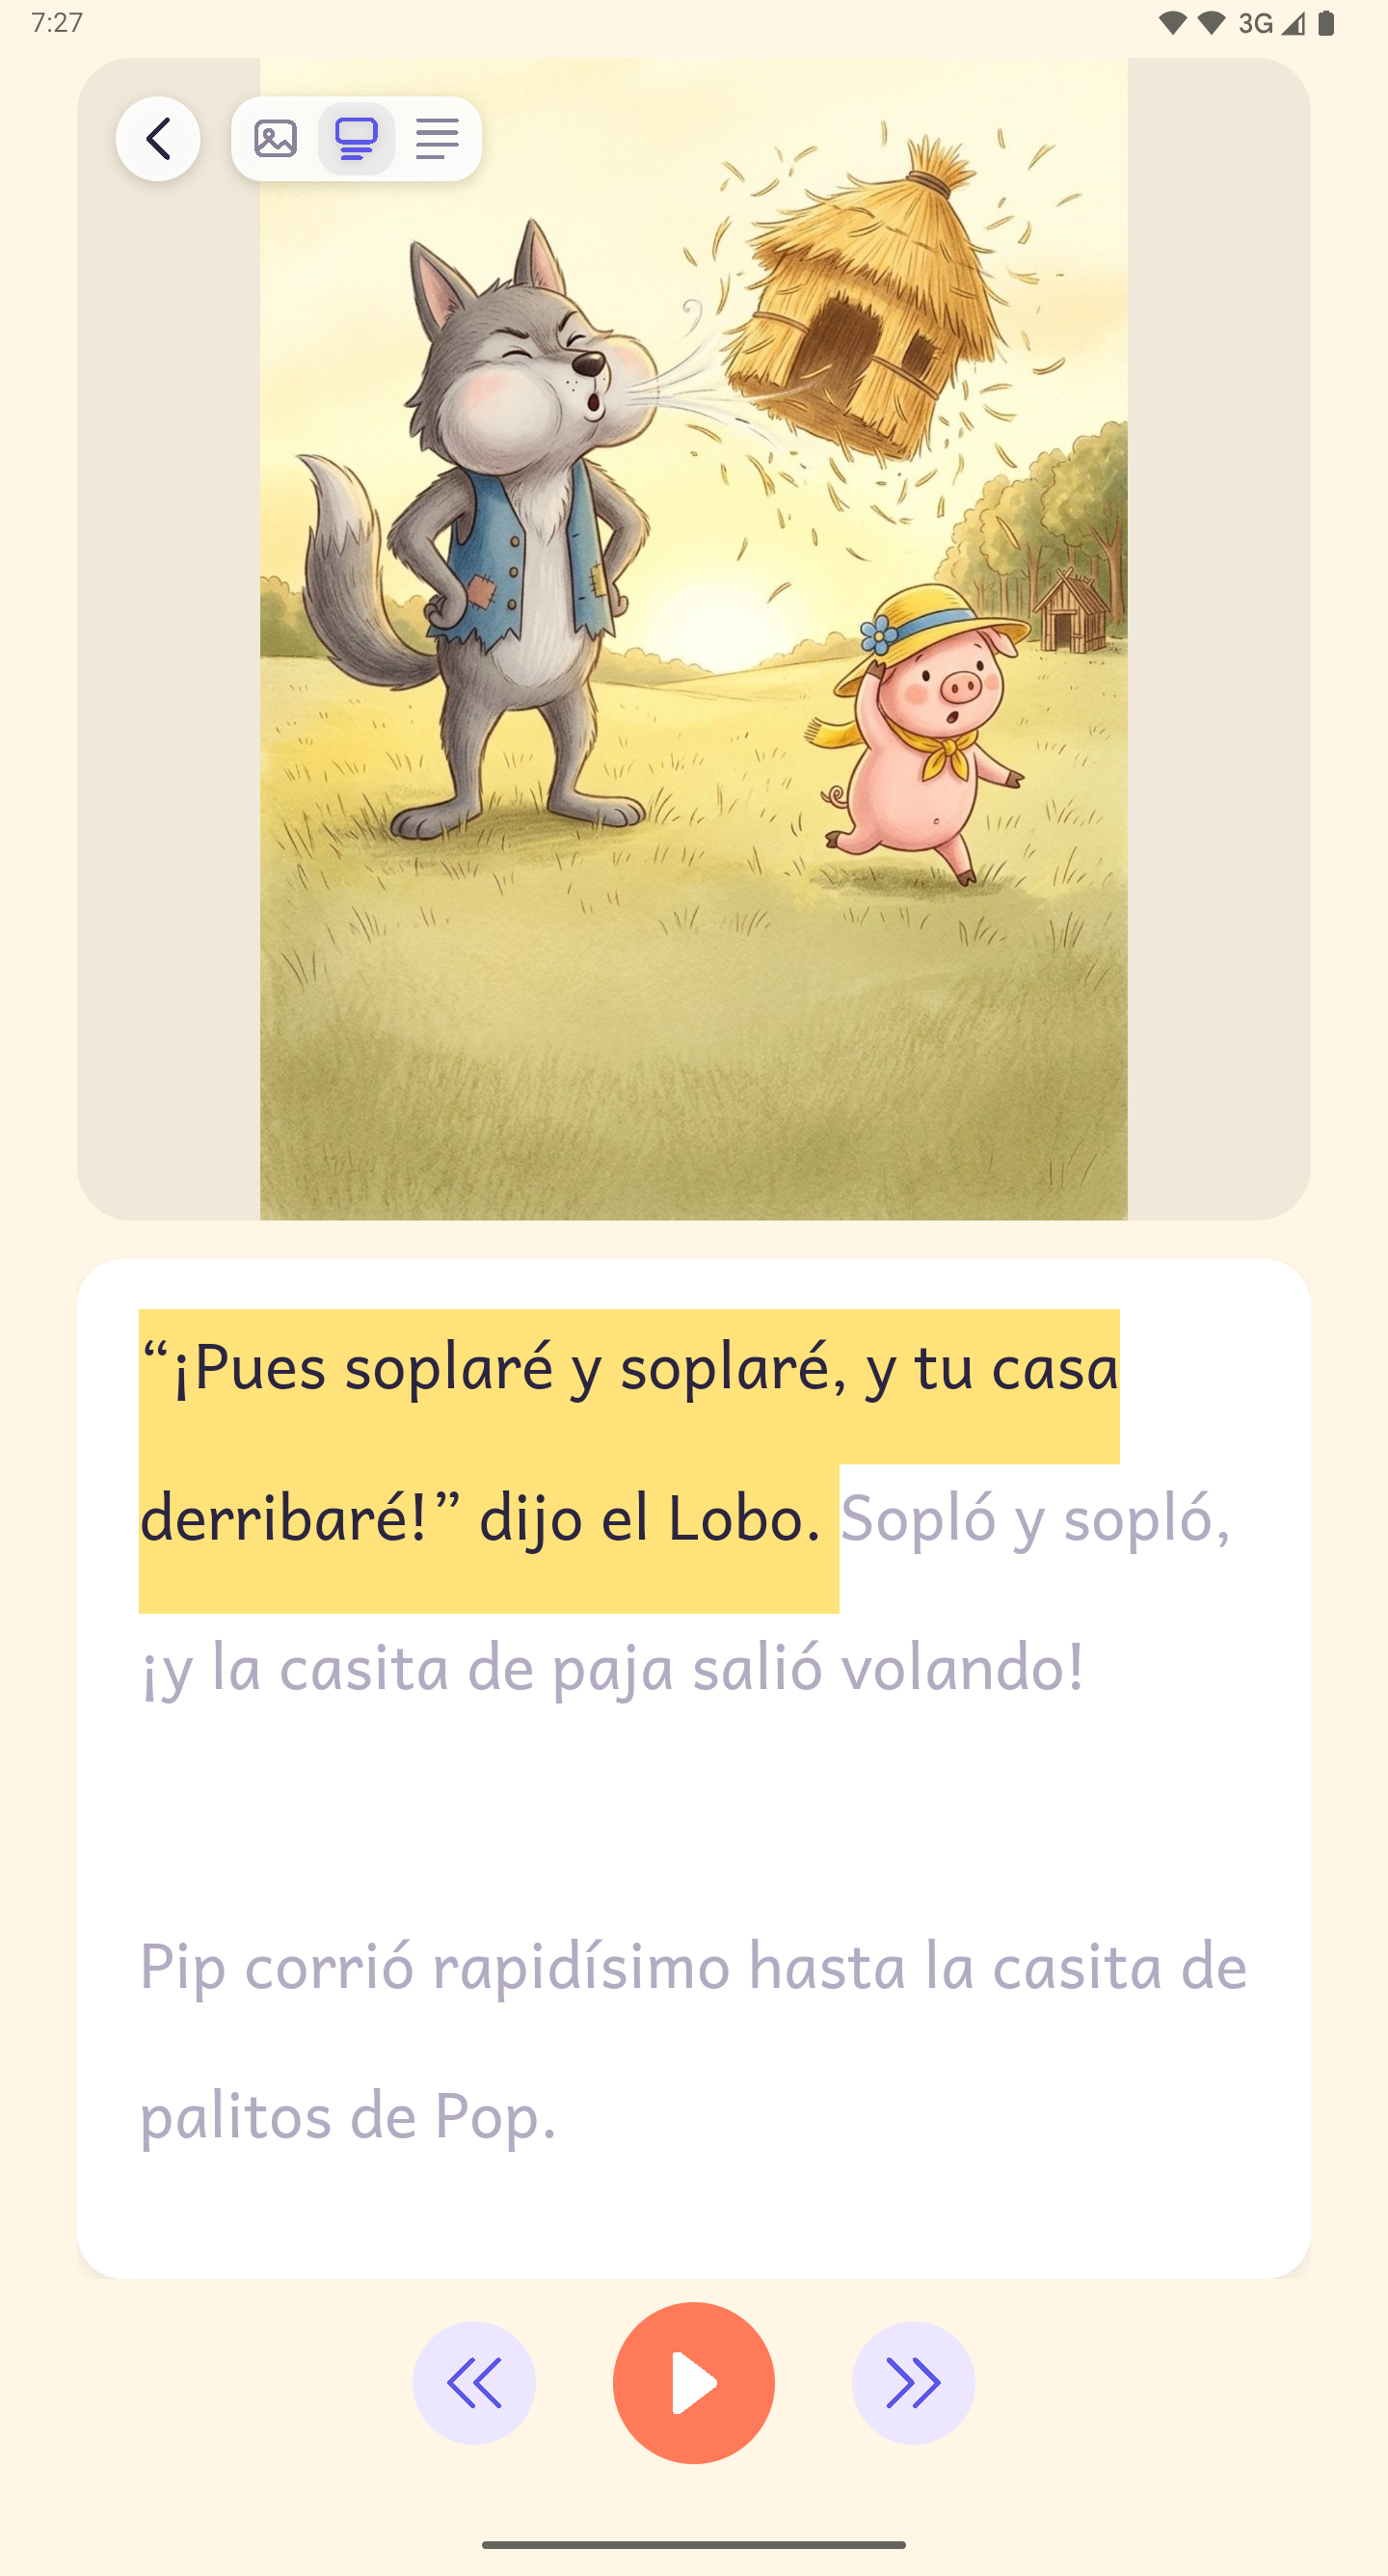 7:27
3G
“¡Pues soplaré y soplaré, y tu casa
derribaré!” dijo el Lobo. Sopló y sopló,
¡y la casita de paja salió volando!
Pip corrió rapidísimo hasta la casita de
palitos de Pop.